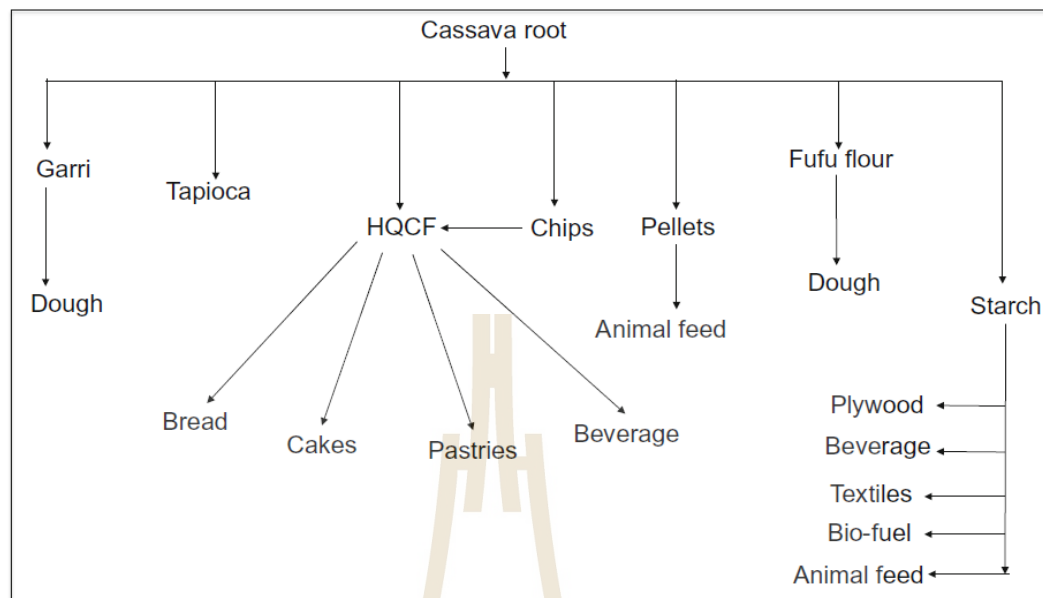 Cassava root
Garri
Tapioca
HQCF
Chips
Pellets
Fufu flour
Dough
Dough
Starch
Animal feed
Bread
Cakes
Pastries
Beverage
Plywood
Beverage
Textiles
Bio-fuel
Animal feed